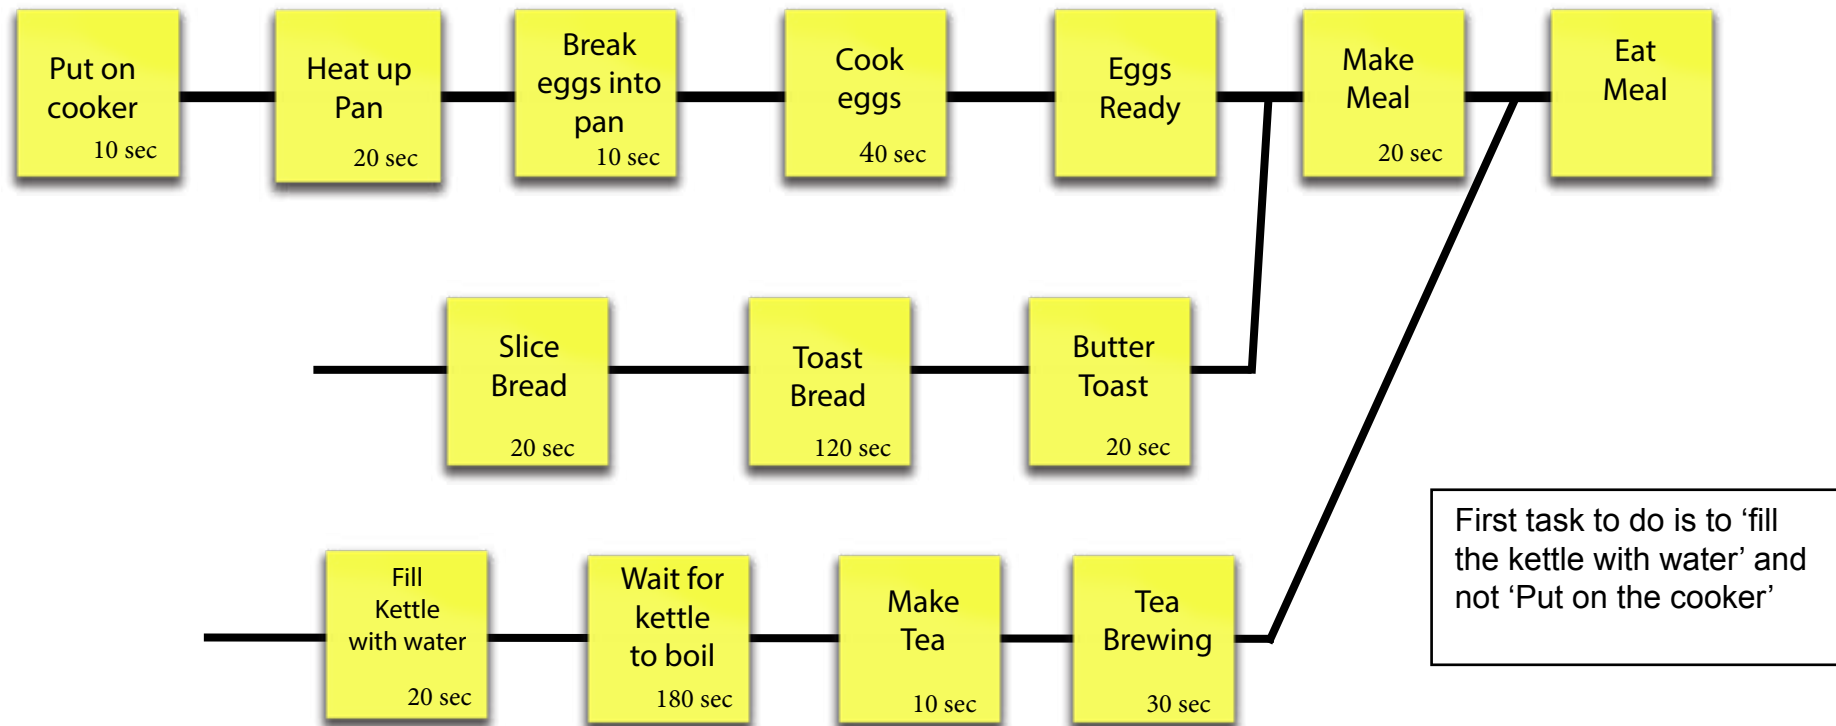 Put on
cooker
10 sec
Heat up
Pan
20 sec
Break
eggs into
pan
10 sec
Cook
eggs
40 sec
Eggs
Ready
Make
Meal
20 sec
Eat
Meal
Slice
Bread
20 sec
Toast
Bread
120 sec
Butter
Toast
20 sec
Fill
Kettle
with water
20 sec
Wait for
kettle
to boil
180 sec
Make
Tea
10 sec
Tea
Brewing
30 sec
First task to do is to ‘fill
the kettle with water’ and
not ‘Put on the cooker’